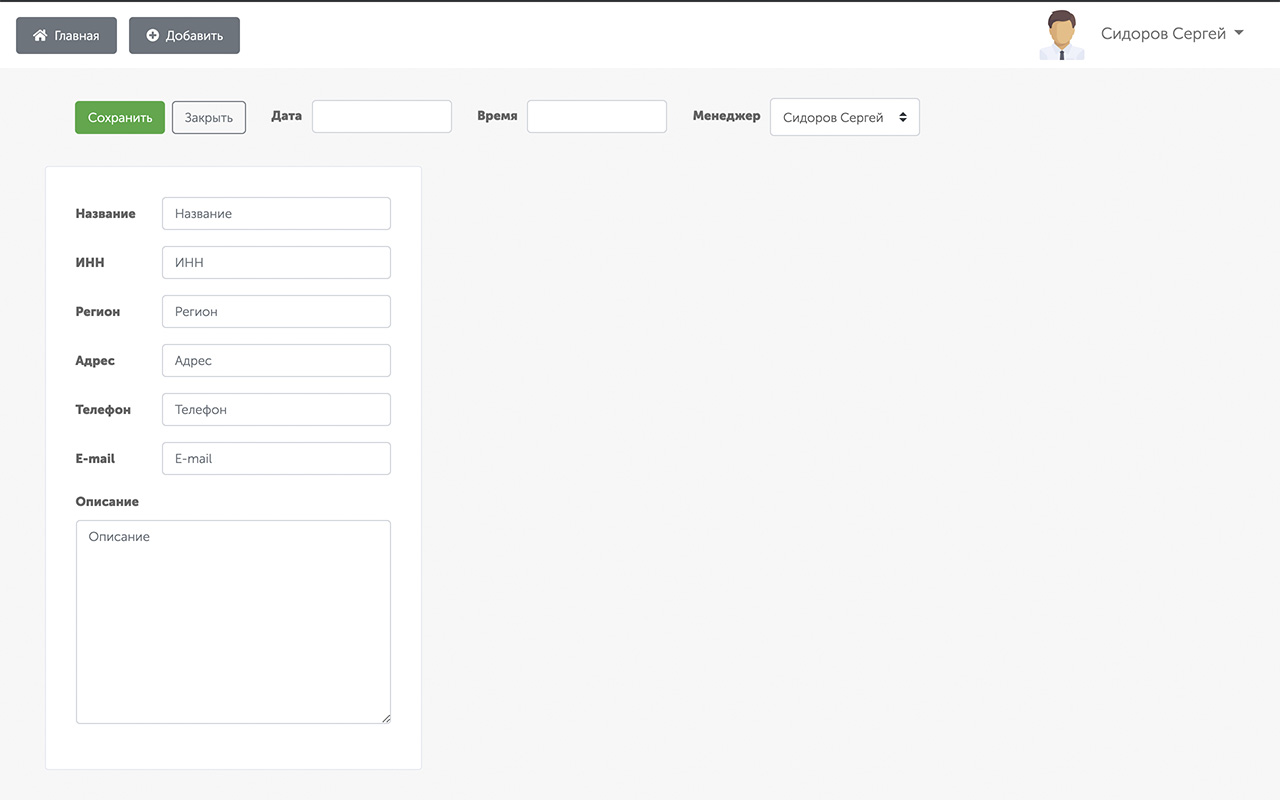 Главная Добавить Сидоров Сергей
Сохранить Закрыть Дата Время Менеджер Сидоров Сергей
Название Название
ИНН ИНН
Регион Регион
Адрес Адрес
Телефон Телефон
E-mail E-mail
Описание
Описание